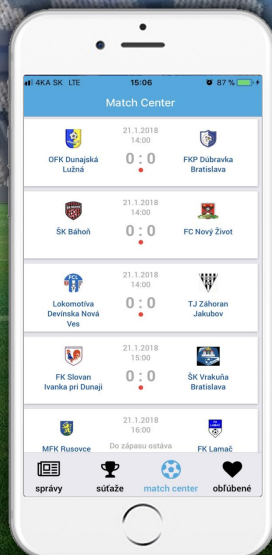 4KA SK LTE 15:06 87 %
Match Center
21.1.2018
14:00
0 : 0
OFK Dunajská
Lužná
FKP Dúbravka
Bratislava
21.1.2018
14:00
0 : 0
ŠK Báhoň
FC Nový Život
21.1.2018
14:00
0 : 0
Lokomotíva
Devínska Nová
Ves
TJ Záhoran
Jakubov
21.1.2018
15:00
0 : 0
FK Slovan
Ivanka pri Dunaji
ŠK Vrakuňa
Bratislava
21.1.2018
16:00
Do zápasu ostáva
MFK Rusovce
FK Lamač
správy súťaže match center obľúbené